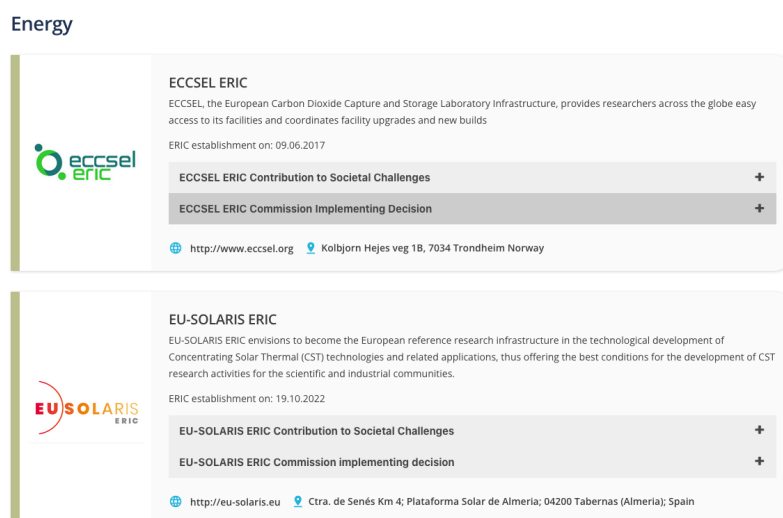 Energy
eccsel
eric
ECCSEL ERIC
ECCSEL, the European Carbon Dioxide Capture and Storage Laboratory Infrastructure, provides researchers across the globe easy
access to its facilities and coordinates facility upgrades and new builds
ERIC establishment on: 09.06.2017
ECCSEL ERIC Contribution to Societal Challenges +
ECCSEL ERIC Commission Implementing Decision +
http://www.eccsel.org Kolbjorn Hejes veg 1B, 7034 Trondheim Norway
EU SOLARIS
ERIC
EU-SOLARIS ERIC
EU-SOLARIS ERIC envisions to become the European reference research infrastructure in the technological development of
Concentrating Solar Thermal (CST) technologies and related applications, thus offering the best conditions for the development of CST
research activities for the scientific and industrial communities.
ERIC establishment on: 19.10.2022
EU-SOLARIS ERIC Contribution to Societal Challenges +
EU-SOLARIS ERIC Commission implementing decision +
http://eu-solaris.eu Ctra. de Senés Km 4; Plataforma Solar de Almeria; 04200 Tabernas (Almeria); Spain